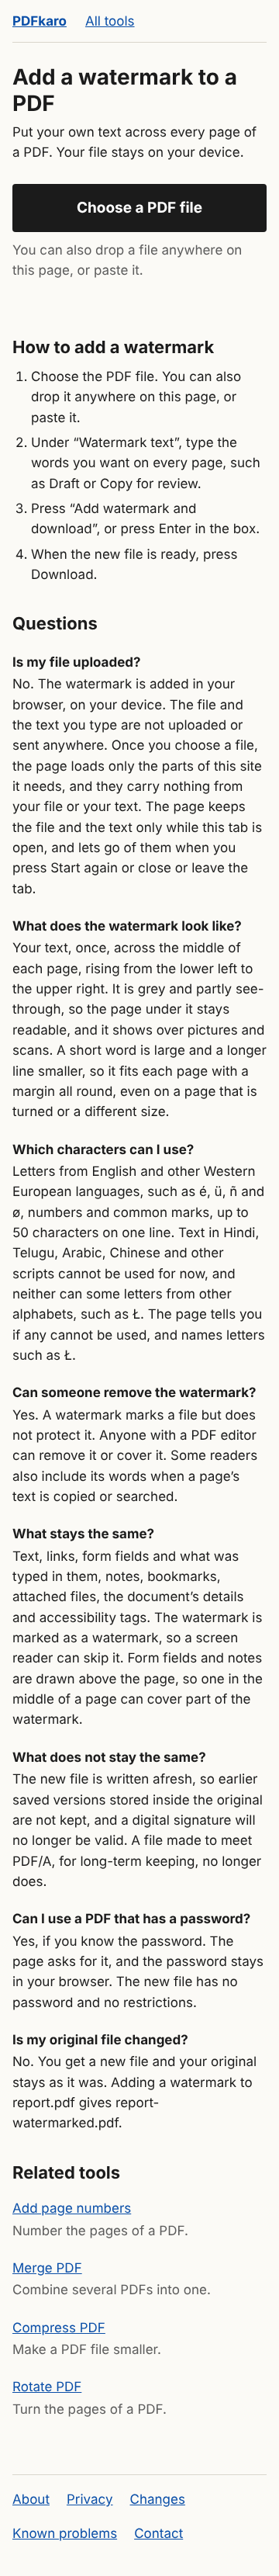 PDFkaro All tools
Add a watermark to a
PDF
Put your own text across every page of
a PDF. Your file stays on your device.
Choose a PDF file
You can also drop a file anywhere on
this page, or paste it.
How to add a watermark
1. Choose the PDF file. You can also
drop it anywhere on this page, or
paste it.
2. Under “Watermark text”, type the
words you want on every page, such
as Draft or Copy for review.
3. Press “Add watermark and
download”, or press Enter in the box.
4. When the new file is ready, press
Download.
Questions
Is my file uploaded?
No. The watermark is added in your
browser, on your device. The file and
the text you type are not uploaded or
sent anywhere. Once you choose a file,
the page loads only the parts of this site
it needs, and they carry nothing from
your file or your text. The page keeps
the file and the text only while this tab is
open, and lets go of them when you
press Start again or close or leave the
tab.
What does the watermark look like?
Your text, once, across the middle of
each page, rising from the lower left to
the upper right. It is grey and partly see-
through, so the page under it stays
readable, and it shows over pictures and
scans. A short word is large and a longer
line smaller, so it fits each page with a
margin all round, even on a page that is
turned or a different size.
Which characters can I use?
Letters from English and other Western
European languages, such as é, ü, ñ and
ø, numbers and common marks, up to
50 characters on one line. Text in Hindi,
Telugu, Arabic, Chinese and other
scripts cannot be used for now, and
neither can some letters from other
alphabets, such as Ł. The page tells you
if any cannot be used, and names letters
such as Ł.
Can someone remove the watermark?
Yes. A watermark marks a file but does
not protect it. Anyone with a PDF editor
can remove it or cover it. Some readers
also include its words when a page’s
text is copied or searched.
What stays the same?
Text, links, form fields and what was
typed in them, notes, bookmarks,
attached files, the document’s details
and accessibility tags. The watermark is
marked as a watermark, so a screen
reader can skip it. Form fields and notes
are drawn above the page, so one in the
middle of a page can cover part of the
watermark.
What does not stay the same?
The new file is written afresh, so earlier
saved versions stored inside the original
are not kept, and a digital signature will
no longer be valid. A file made to meet
PDF/A, for long-term keeping, no longer
does.
Can I use a PDF that has a password?
Yes, if you know the password. The
page asks for it, and the password stays
in your browser. The new file has no
password and no restrictions.
Is my original file changed?
No. You get a new file and your original
stays as it was. Adding a watermark to
report.pdf gives report-
watermarked.pdf.
Related tools
Add page numbers
Number the pages of a PDF.
Merge PDF
Combine several PDFs into one.
Compress PDF
Make a PDF file smaller.
Rotate PDF
Turn the pages of a PDF.
About Privacy Changes
Known problems Contact